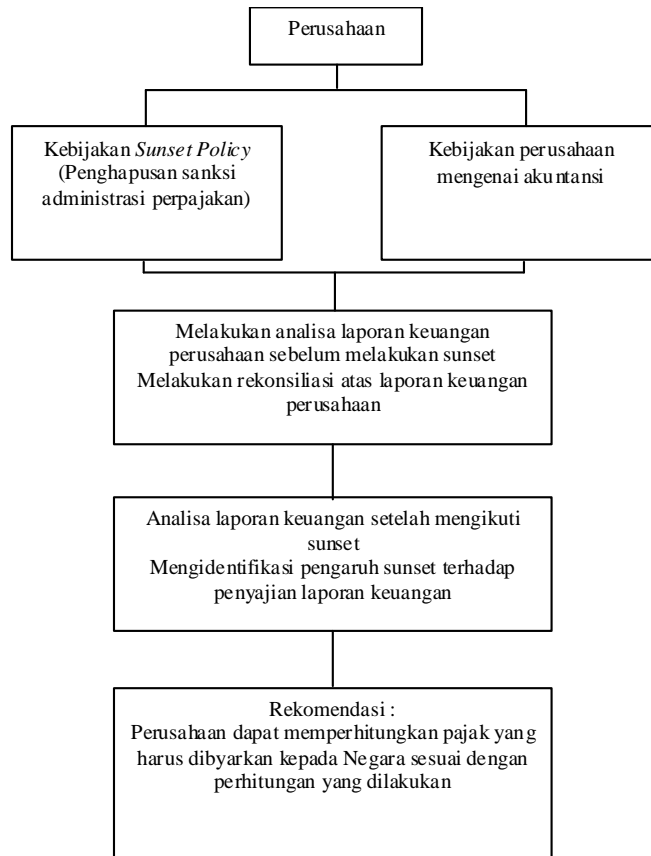 Perusahaan
Kebijakan Sunset Policy
(Penghapusan sanksi
administrasi perpajakan)
Kebijakan perusahaan
mengenai akuntansi
Melakukan analisa laporan keuangan
perusahaan sebelum melakukan sunset
Melakukan rekonsiliasi atas laporan keuangan
perusahaan
Analisa laporan keuangan setelah mengikuti
sunset
Mengidentifikasi pengaruh sunset terhadap
penyajian laporan keuangan
Rekomendasi :
Perusahaan dapat memperhitungkan pajak yang
harus dibyarkan kepada Negara sesuai dengan
perhitungan yang dilakukan